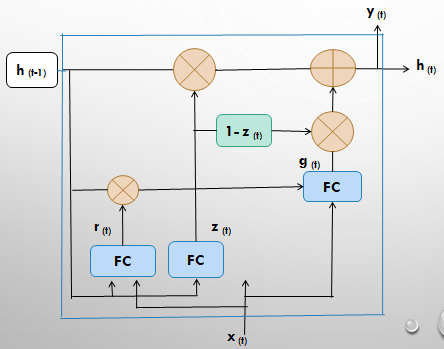 y (t)
h (t-1)
h (t)
1- z (t)
g (t)
FC
r (t)
z (t)
FC
FC
x (t)